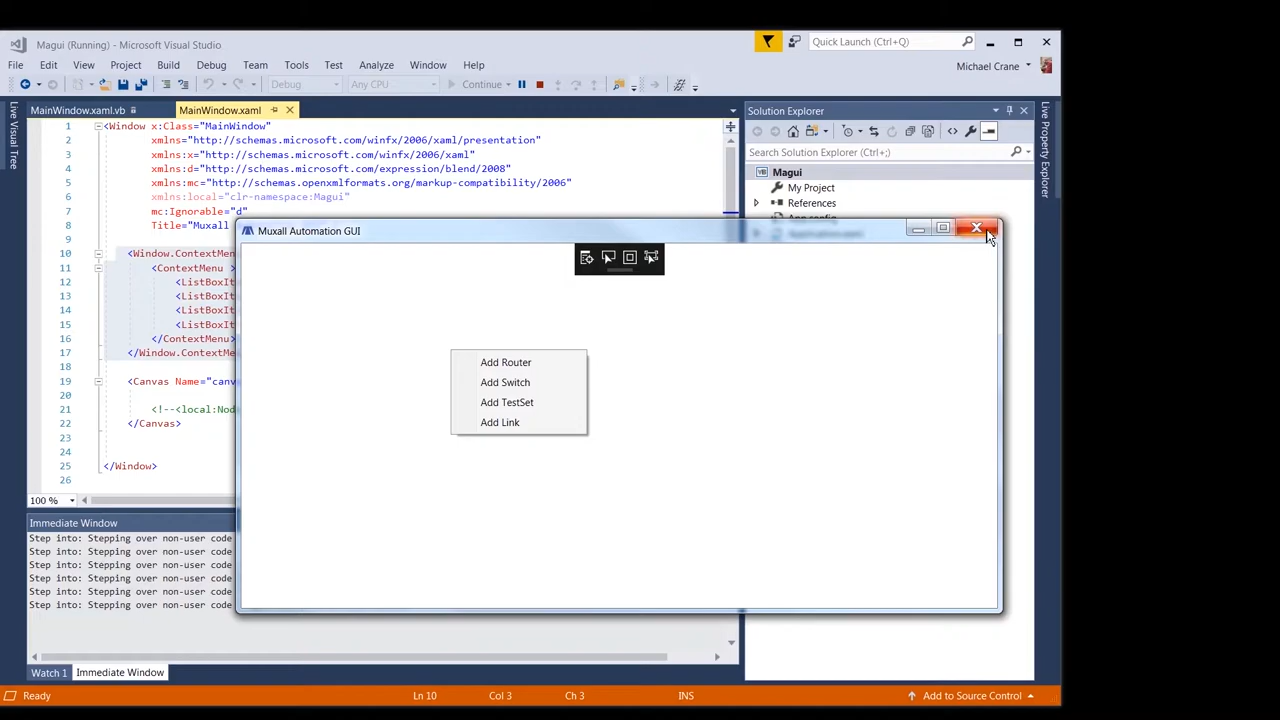 Magui (Running) - Microsoft Visual Studio
Quick Launch (Ctrl+Q)
File Edit View Project Build Debug Team Tools Test Analyze Window Help
Michael Crane
Debug Any CPU Continue
MainWindow.xaml.vb MainWindow.xaml
Solution Explorer
Live Visual Tree
Live Property Explorer
Search Solution Explorer (Ctrl+;)
1 <Window x:Class="MainWindow"
2 xmlns="http://schemas.microsoft.com/winfx/2006/xaml/presentation"
3 xmlns:x="http://schemas.microsoft.com/winfx/2006/xaml"
4 xmlns:d="http://schemas.microsoft.com/expression/blend/2008"
5 xmlns:mc="http://schemas.openxmlformats.org/markup-compatibility/2006"
6 xmlns:local="clr-namespace:Magui"
7 mc:Ignorable="d"
8 Title="Muxall
9
10 <Window.ContextMen
11 <ContextMenu >
12 <ListBoxIt
13 <ListBoxIt
14 <ListBoxIt
15 <ListBoxIt
16 </ContextMenu>
17 </Window.ContextMe
18
19 <Canvas Name="canv
20
21 <!--<local:Nod
22 </Canvas>
23
24
25 </Window>
26
VB Magui
My Project
References
Muxall Automation GUI
Add Router
Add Switch
Add TestSet
Add Link
100 %
Immediate Window
Step into: Stepping over non-user code
Step into: Stepping over non-user code
Step into: Stepping over non-user code
Step into: Stepping over non-user code
Step into: Stepping over non-user code
Step into: Stepping over non-user code
Watch 1 Immediate Window
Ready Ln 10 Col 3 Ch 3 INS Add to Source Control